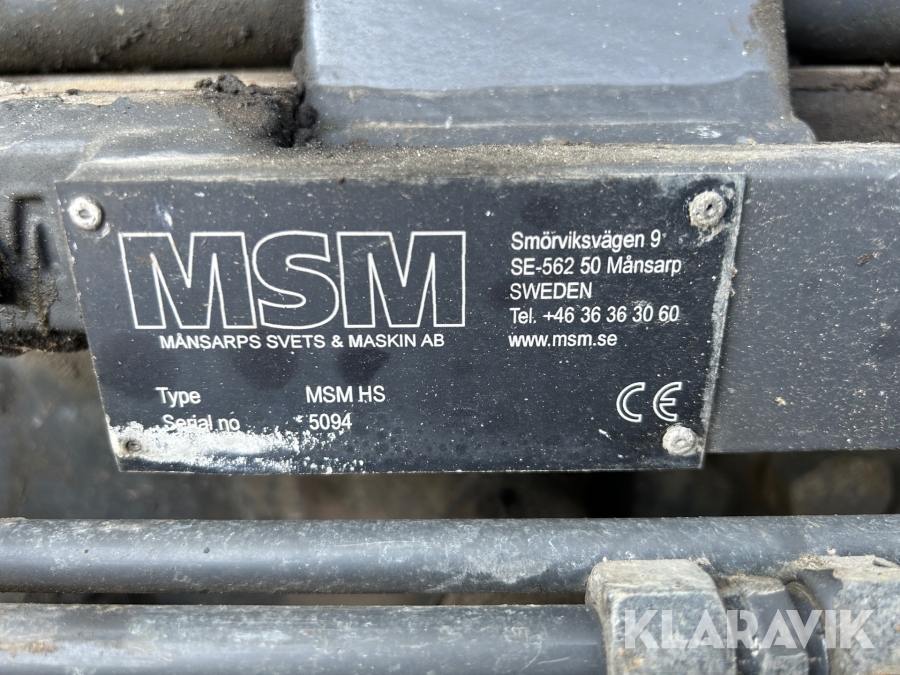 MSM
MÅNSARPS SVETS & MASKIN AB
Smörviksvägen 9
SE-562 50 Månsarp
SWEDEN
Tel. +46 36 36 30 60
www.msm.se
Type MSM HS
Serial no 5094
CE
KLARAVIK